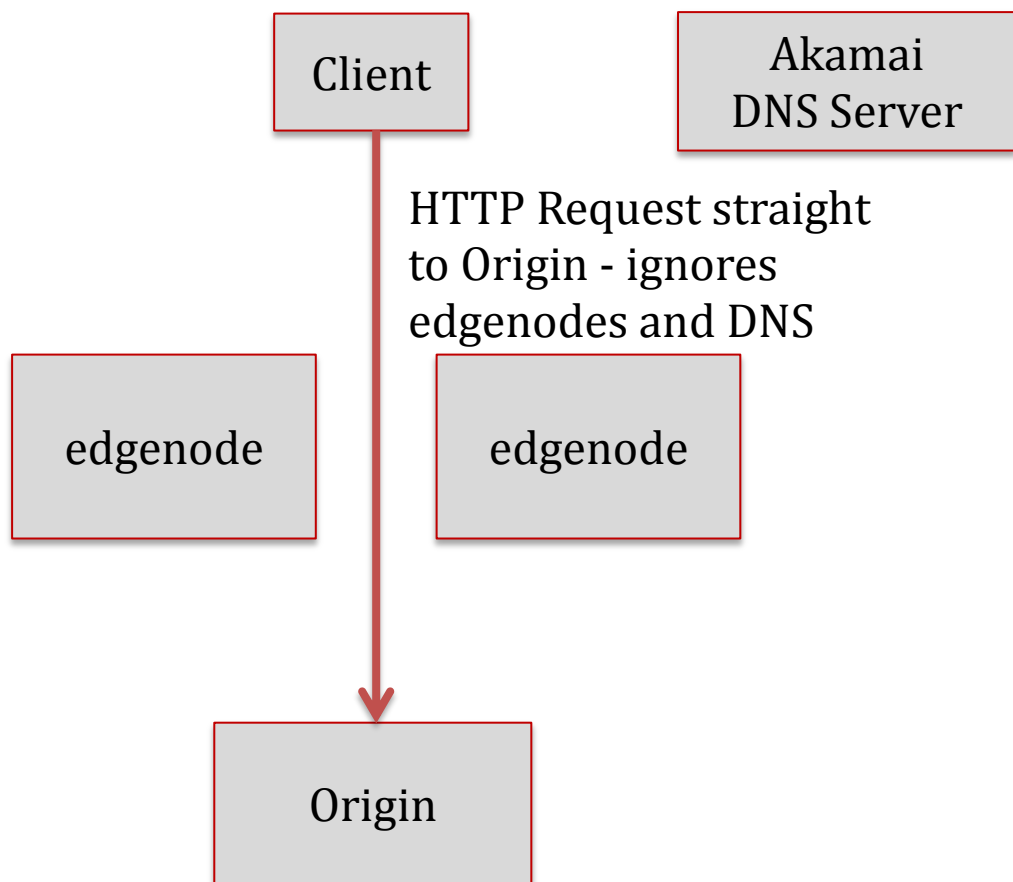 Client
Akamai
DNS Server
HTTP Request straight
to Origin - ignores
edgenodes and DNS
edgenode
edgenode
Origin